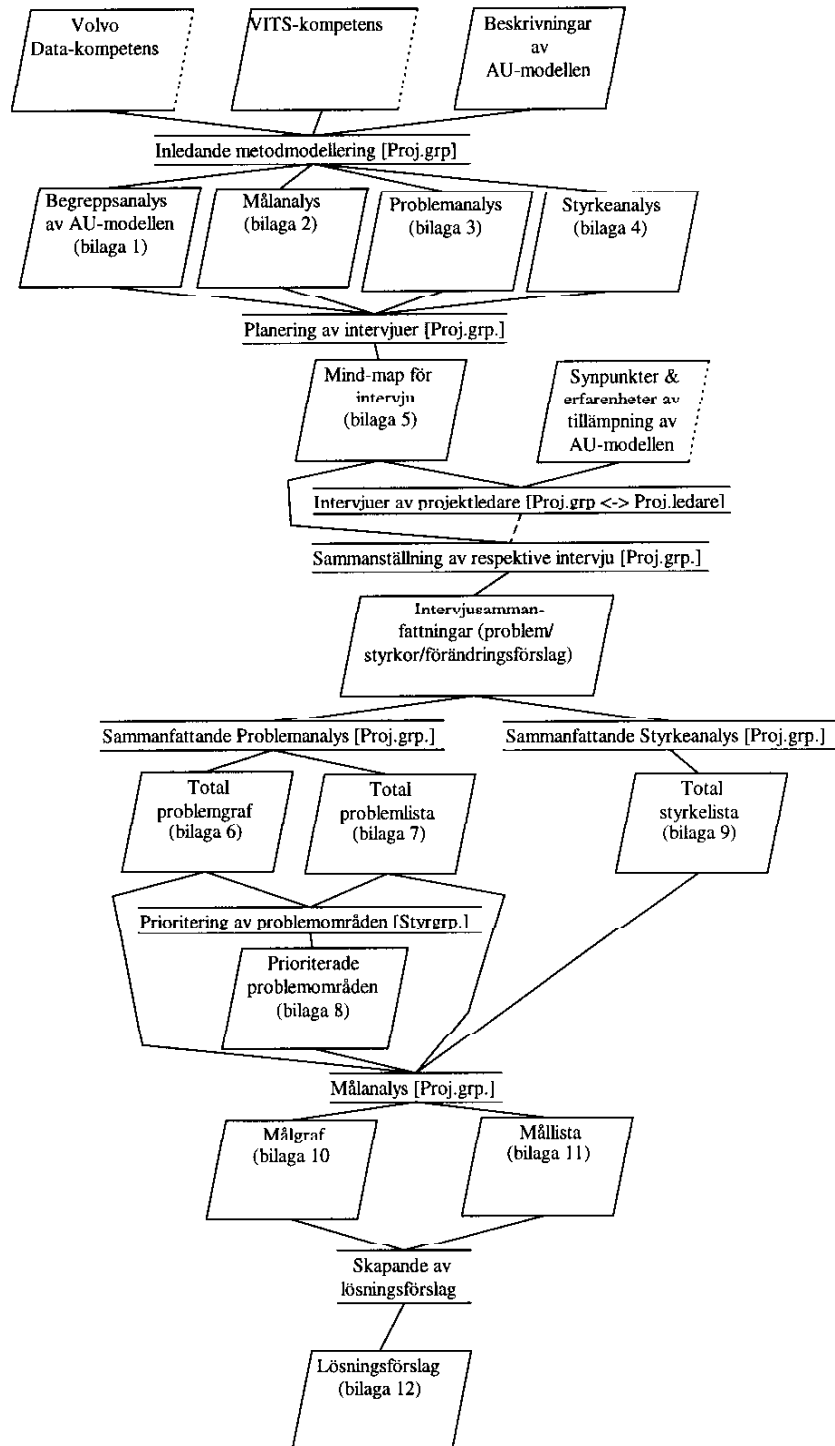 Volvo
Data-kompetens
VITS-kompetens
Beskrivningar
av
AU-modellen
Inledande metodmodellering [Proj.grp]
Begreppsanalys
av AU-modellen
(bilaga 1)
Målanalys
(bilaga 2)
Problemanalys
(bilaga 3)
Styrkeanalys
(bilaga 4)
Planering av intervjuer [Proj.grp.]
Mind-map för
intervju
(bilaga 5)
Synpunkter &
erfarenheter av
tillämpning av
AU-modellen
Intervjuer av projektledare [Proj.grp <-> Proj.ledare]
Sammanställning av respektive intervju [Proj.grp.]
Intervjusamman-
fattningar (problem/
styrkor/förändringsförslag)
Sammanfattande Problemanalys [Proj.grp.]
Sammanfattande Styrkeanalys [Proj.grp.]
Total
problemgraf
(bilaga 6)
Total
problemlista
(bilaga 7)
Total
styrkelista
(bilaga 9)
Prioritering av problemområden [Styrgrp.]
Prioriterade
problemområden
(bilaga 8)
Målanalys [Proj.grp.]
Målgraf
(bilaga 10
Mållista
(bilaga 11)
Skapande av
lösningsförslag
Lösningsförslag
(bilaga 12)